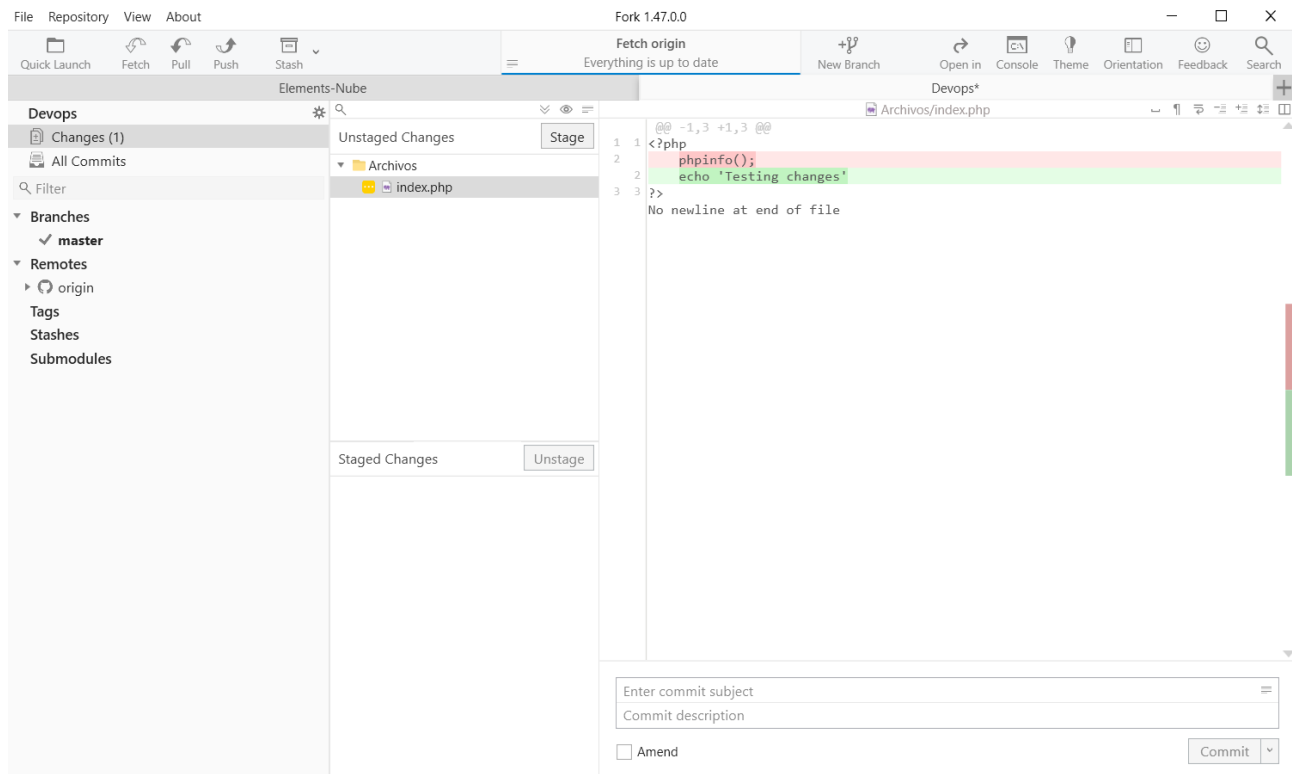 File Repository View About
Fork 1.47.0.0
Quick Launch Fetch Pull Push Stash
Fetch origin
Everything is up to date
New Branch Open in Console Theme Orientation Feedback Search
Elements-Nube
Devops*
Devops
Changes (1)
All Commits
Filter
Branches
master
Remotes
origin
Tags
Stashes
Submodules
Unstaged Changes
Stage
Archivos
index.php
Staged Changes
Unstage
Archivos/index.php
@@ -1,3 +1,3 @@
1 1 <?php
2 phpinfo();
2 echo 'Testing changes'
3 3 ?>
No newline at end of file
Enter commit subject
Commit description
Amend
Commit